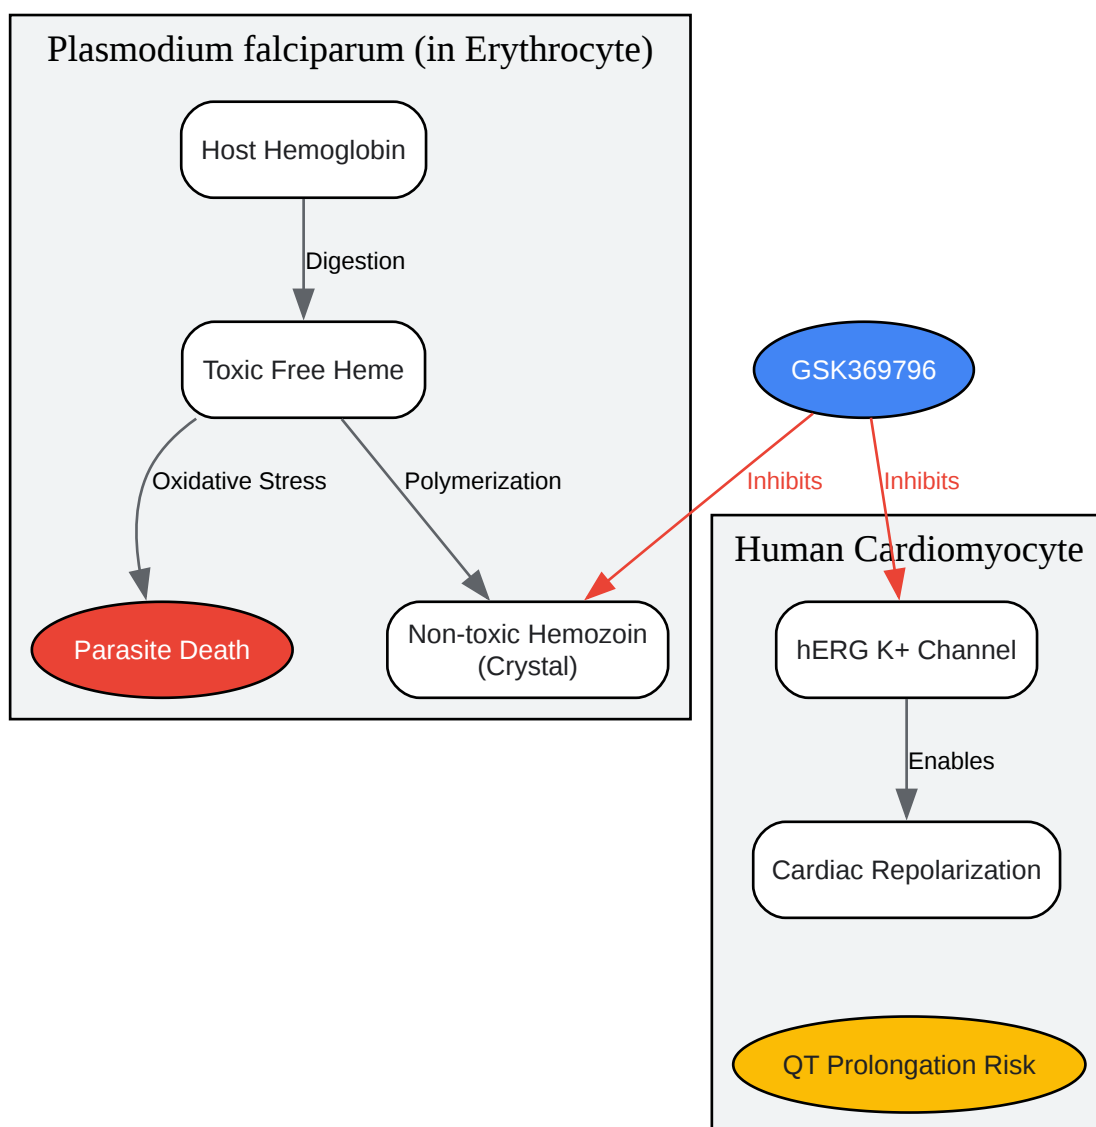 Plasmodium falciparum (in Erythrocyte)
Host Hemoglobin
Digestion
Toxic Free Heme
GSK369796
Oxidative Stress
Polymerization
Inhibits
Inhibits
Parasite Death
Non-toxic Hemozoin
(Crystal)
Human Cardiomyocyte
hERG K+ Channel
Enables
Cardiac Repolarization
QT Prolongation Risk